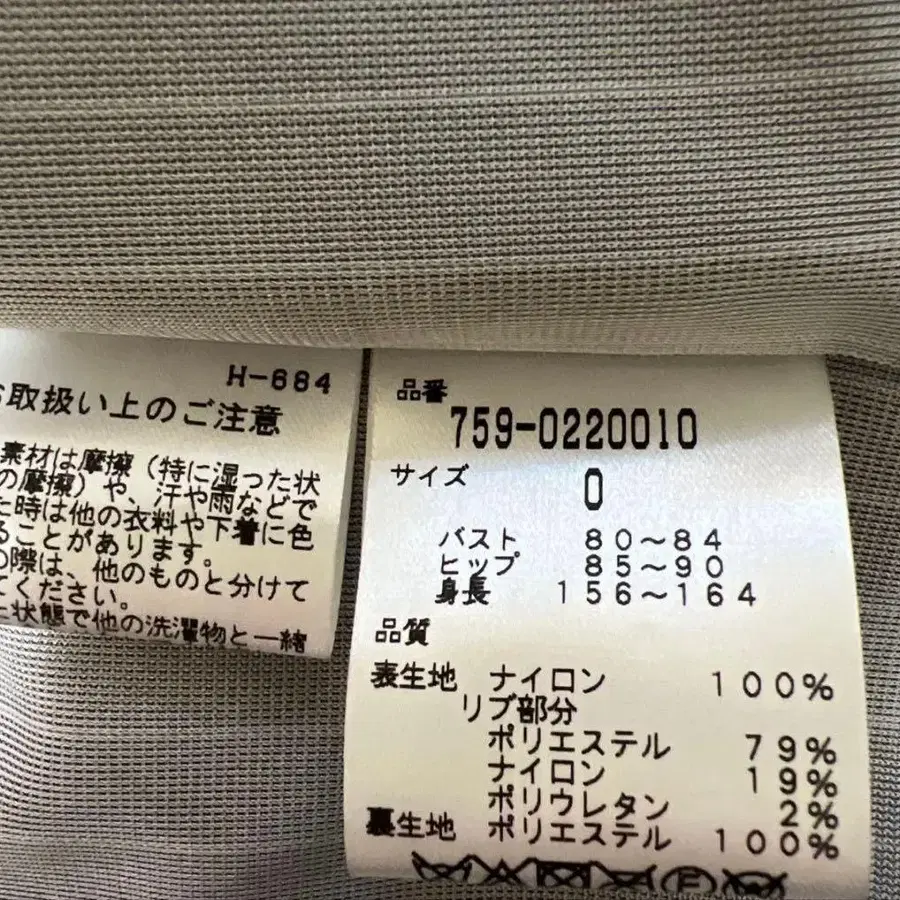 H-684
取扱い上のご注意
素材は摩擦（特に湿った状
の摩擦）や、汗や雨などで
た時は他の衣料や下着に色
ることがあります。
の際は、他のものと分けて
てください。
状態で他の洗濯物と一緒
品番
759-0220010
サイズ 0
バスト 80～84
ヒップ 85～90
身長 156～164
品質
表生地 ナイロン 100%
リブ部分
ポリエステル 79%
ナイロン 19%
ポリウレタン 2%
裏生地 ポリエステル 100%